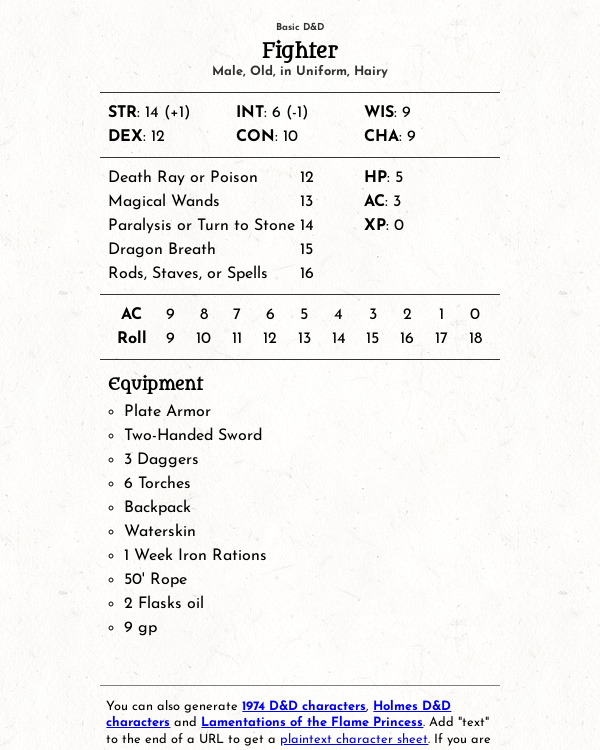 Basic D&D
Fighter
Male, Old, in Uniform, Hairy
STR: 14 (+1) INT: 6 (-1) WIS: 9
DEX: 12 CON: 10 CHA: 9
Death Ray or Poison 12 HP: 5
Magical Wands 13 AC: 3
Paralysis or Turn to Stone 14 XP: 0
Dragon Breath 15
Rods, Staves, or Spells 16
AC 9 8 7 6 5 4 3 2 1 0
Roll 9 10 11 12 13 14 15 16 17 18
Equipment
Plate Armor
Two-Handed Sword
3 Daggers
6 Torches
Backpack
Waterskin
1 Week Iron Rations
50' Rope
2 Flasks oil
9 gp
You can also generate 1974 D&D characters, Holmes D&D
characters and Lamentations of the Flame Princess. Add "text"
to the end of a URL to get a plaintext character sheet. If you are